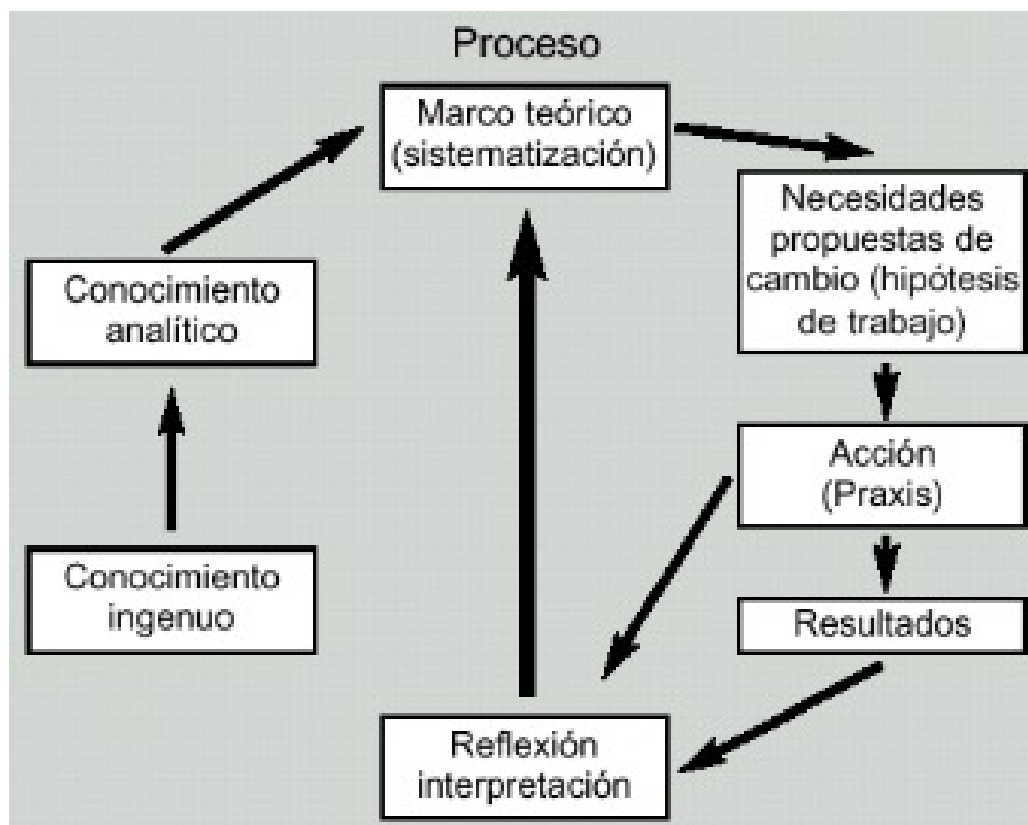 Proceso
Marco teórico
(sistematización)
Necesidades
propuestas de
cambio (hipótesis
de trabajo)
Conocimiento
analítico
Acción
(Praxis)
Conocimiento
ingenuo
Resultados
Reflexión
interpretación